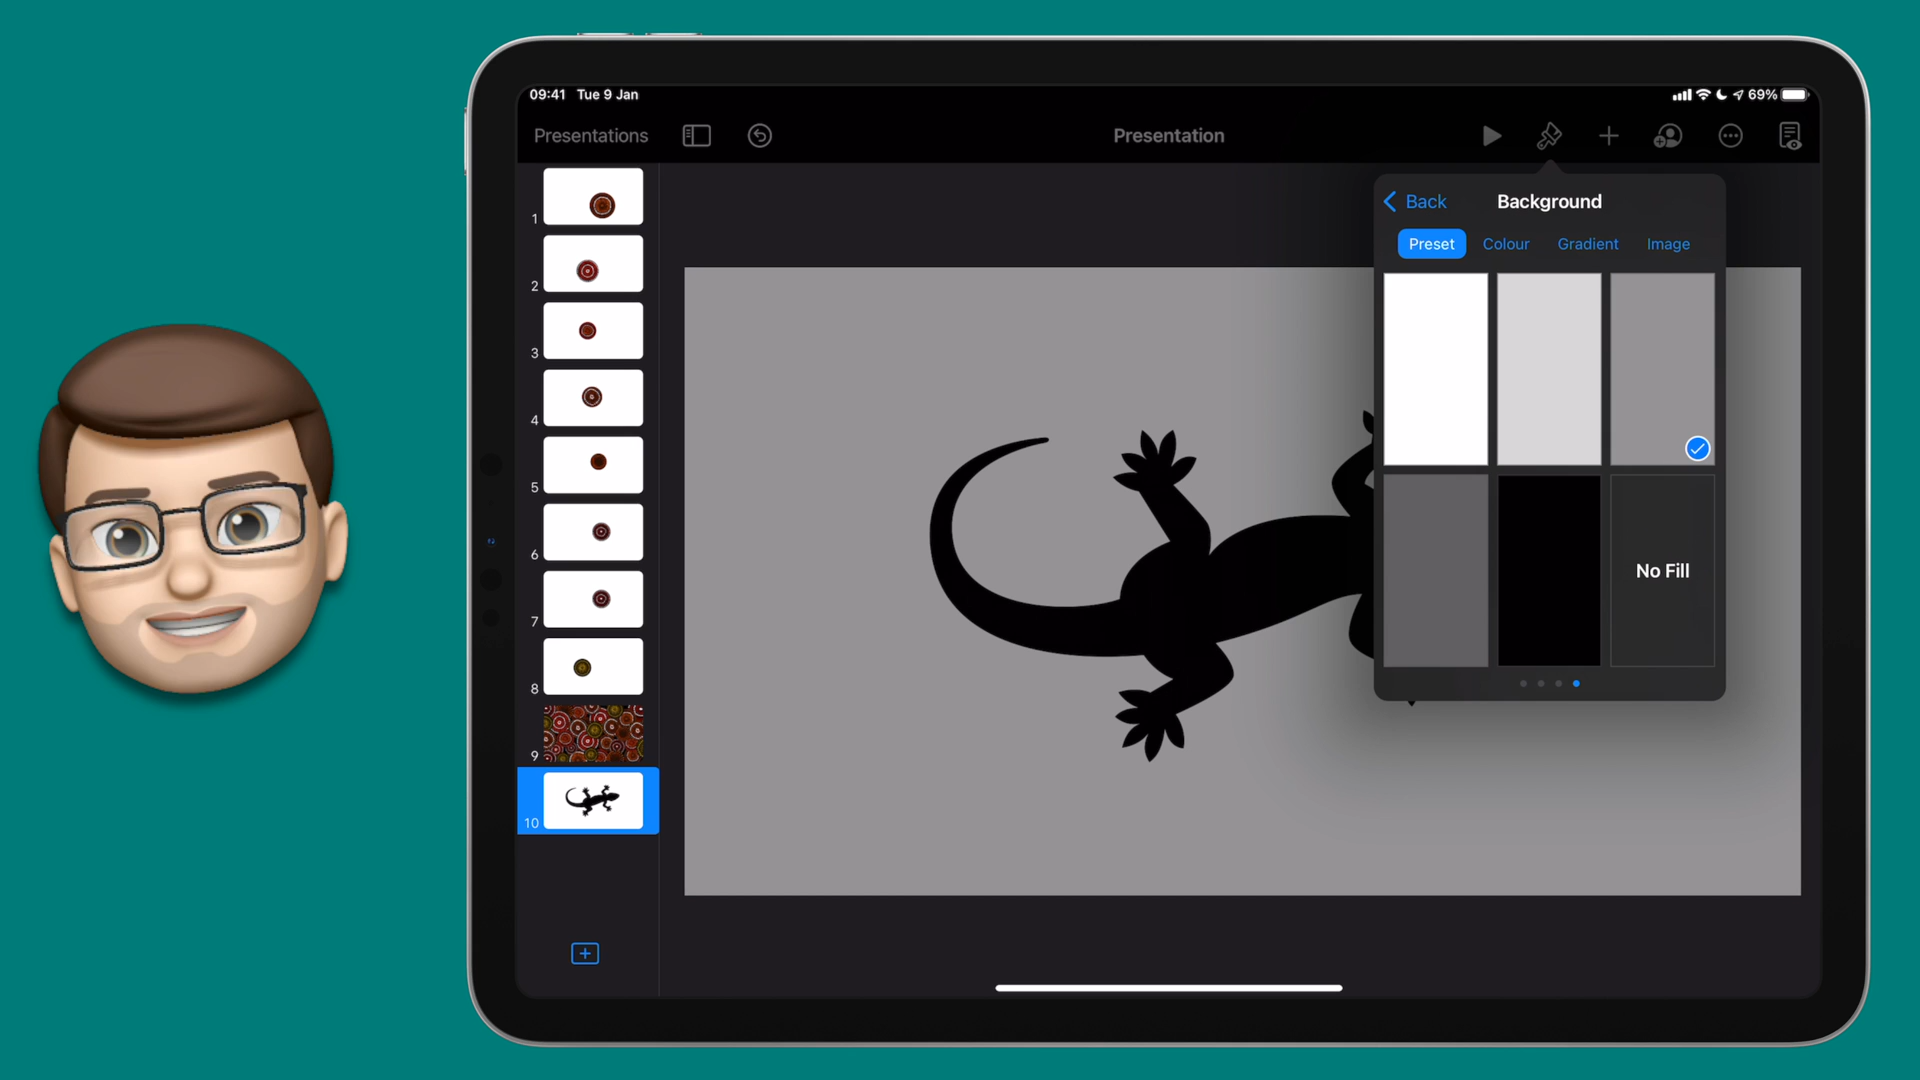 09:41 Tue 9 Jan
69%
Presentations
Presentation
Back
Background
Preset
Colour
Gradient
Image
No Fill
1
2
3
4
5
6
7
8
9
10